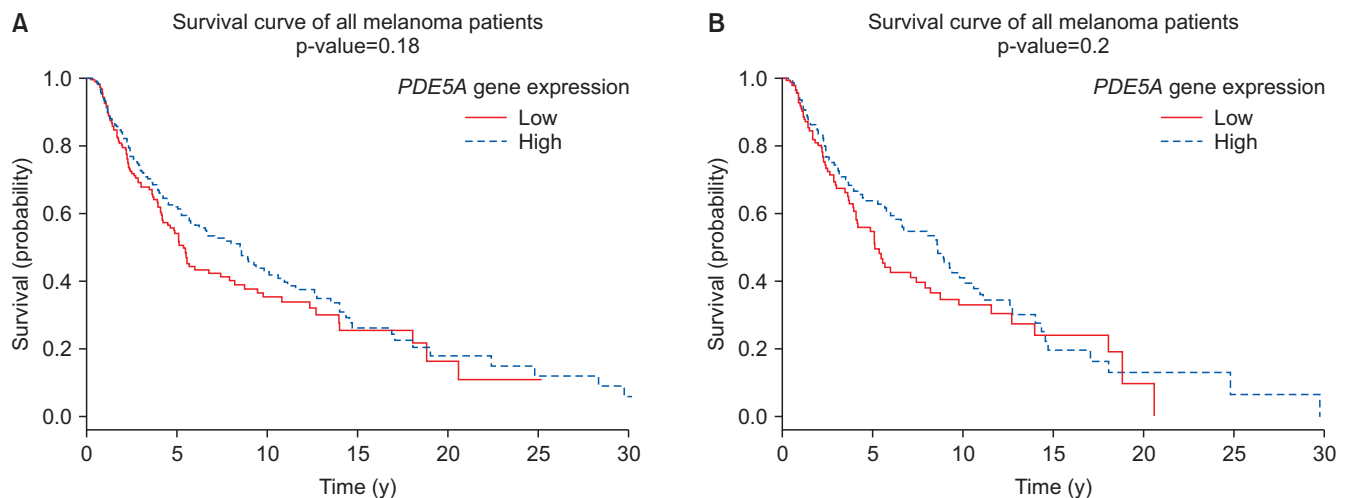 A
Survival curve of all melanoma patients
p-value=0.18
PDE5A gene expression
Low
High
Survival (probability)
1.0
0.8
0.6
0.4
0.2
0.0
0 5 10 15 20 25 30
Time (y)
B
Survival curve of all melanoma patients
p-value=0.2
PDE5A gene expression
Low
High
Survival (probability)
1.0
0.8
0.6
0.4
0.2
0.0
0 5 10 15 20 25 30
Time (y)